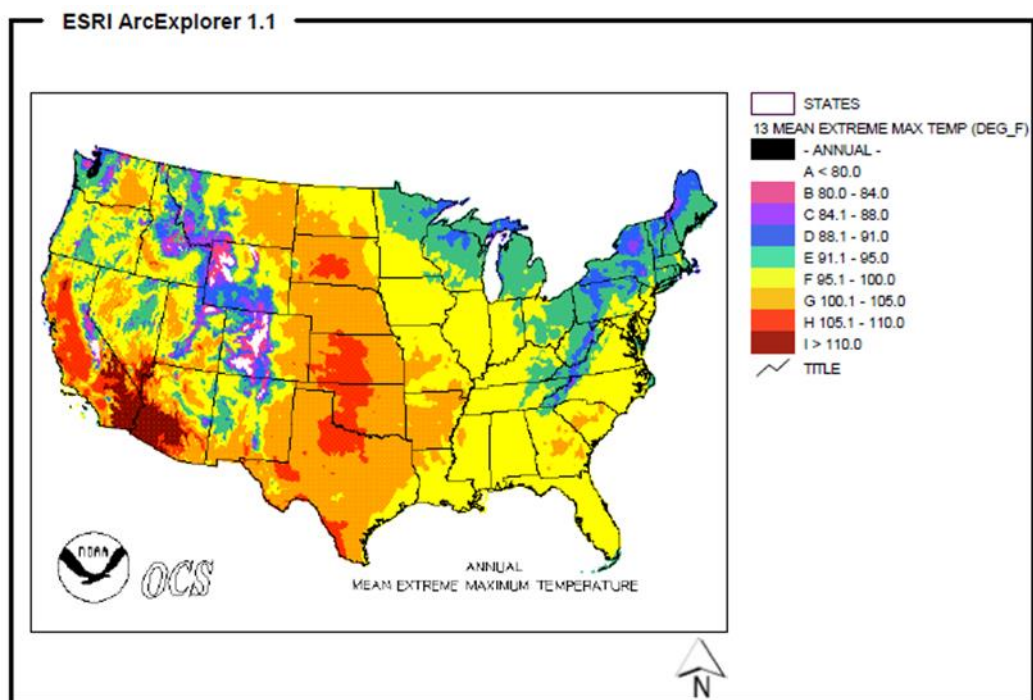 ESRI ArcExplorer 1.1
STATES
13 MEAN EXTREME MAX TEMP (DEG_F)
- ANNUAL -
A < 80.0
B 80.0 - 84.0
C 84.1 - 88.0
D 88.1 - 91.0
E 91.1 - 95.0
F 95.1 - 100.0
G 100.1 - 105.0
H 105.1 - 110.0
I > 110.0
TITLE
NOAA
OCS
ANNUAL
MEAN EXTREME MAXIMUM TEMPERATURE
N